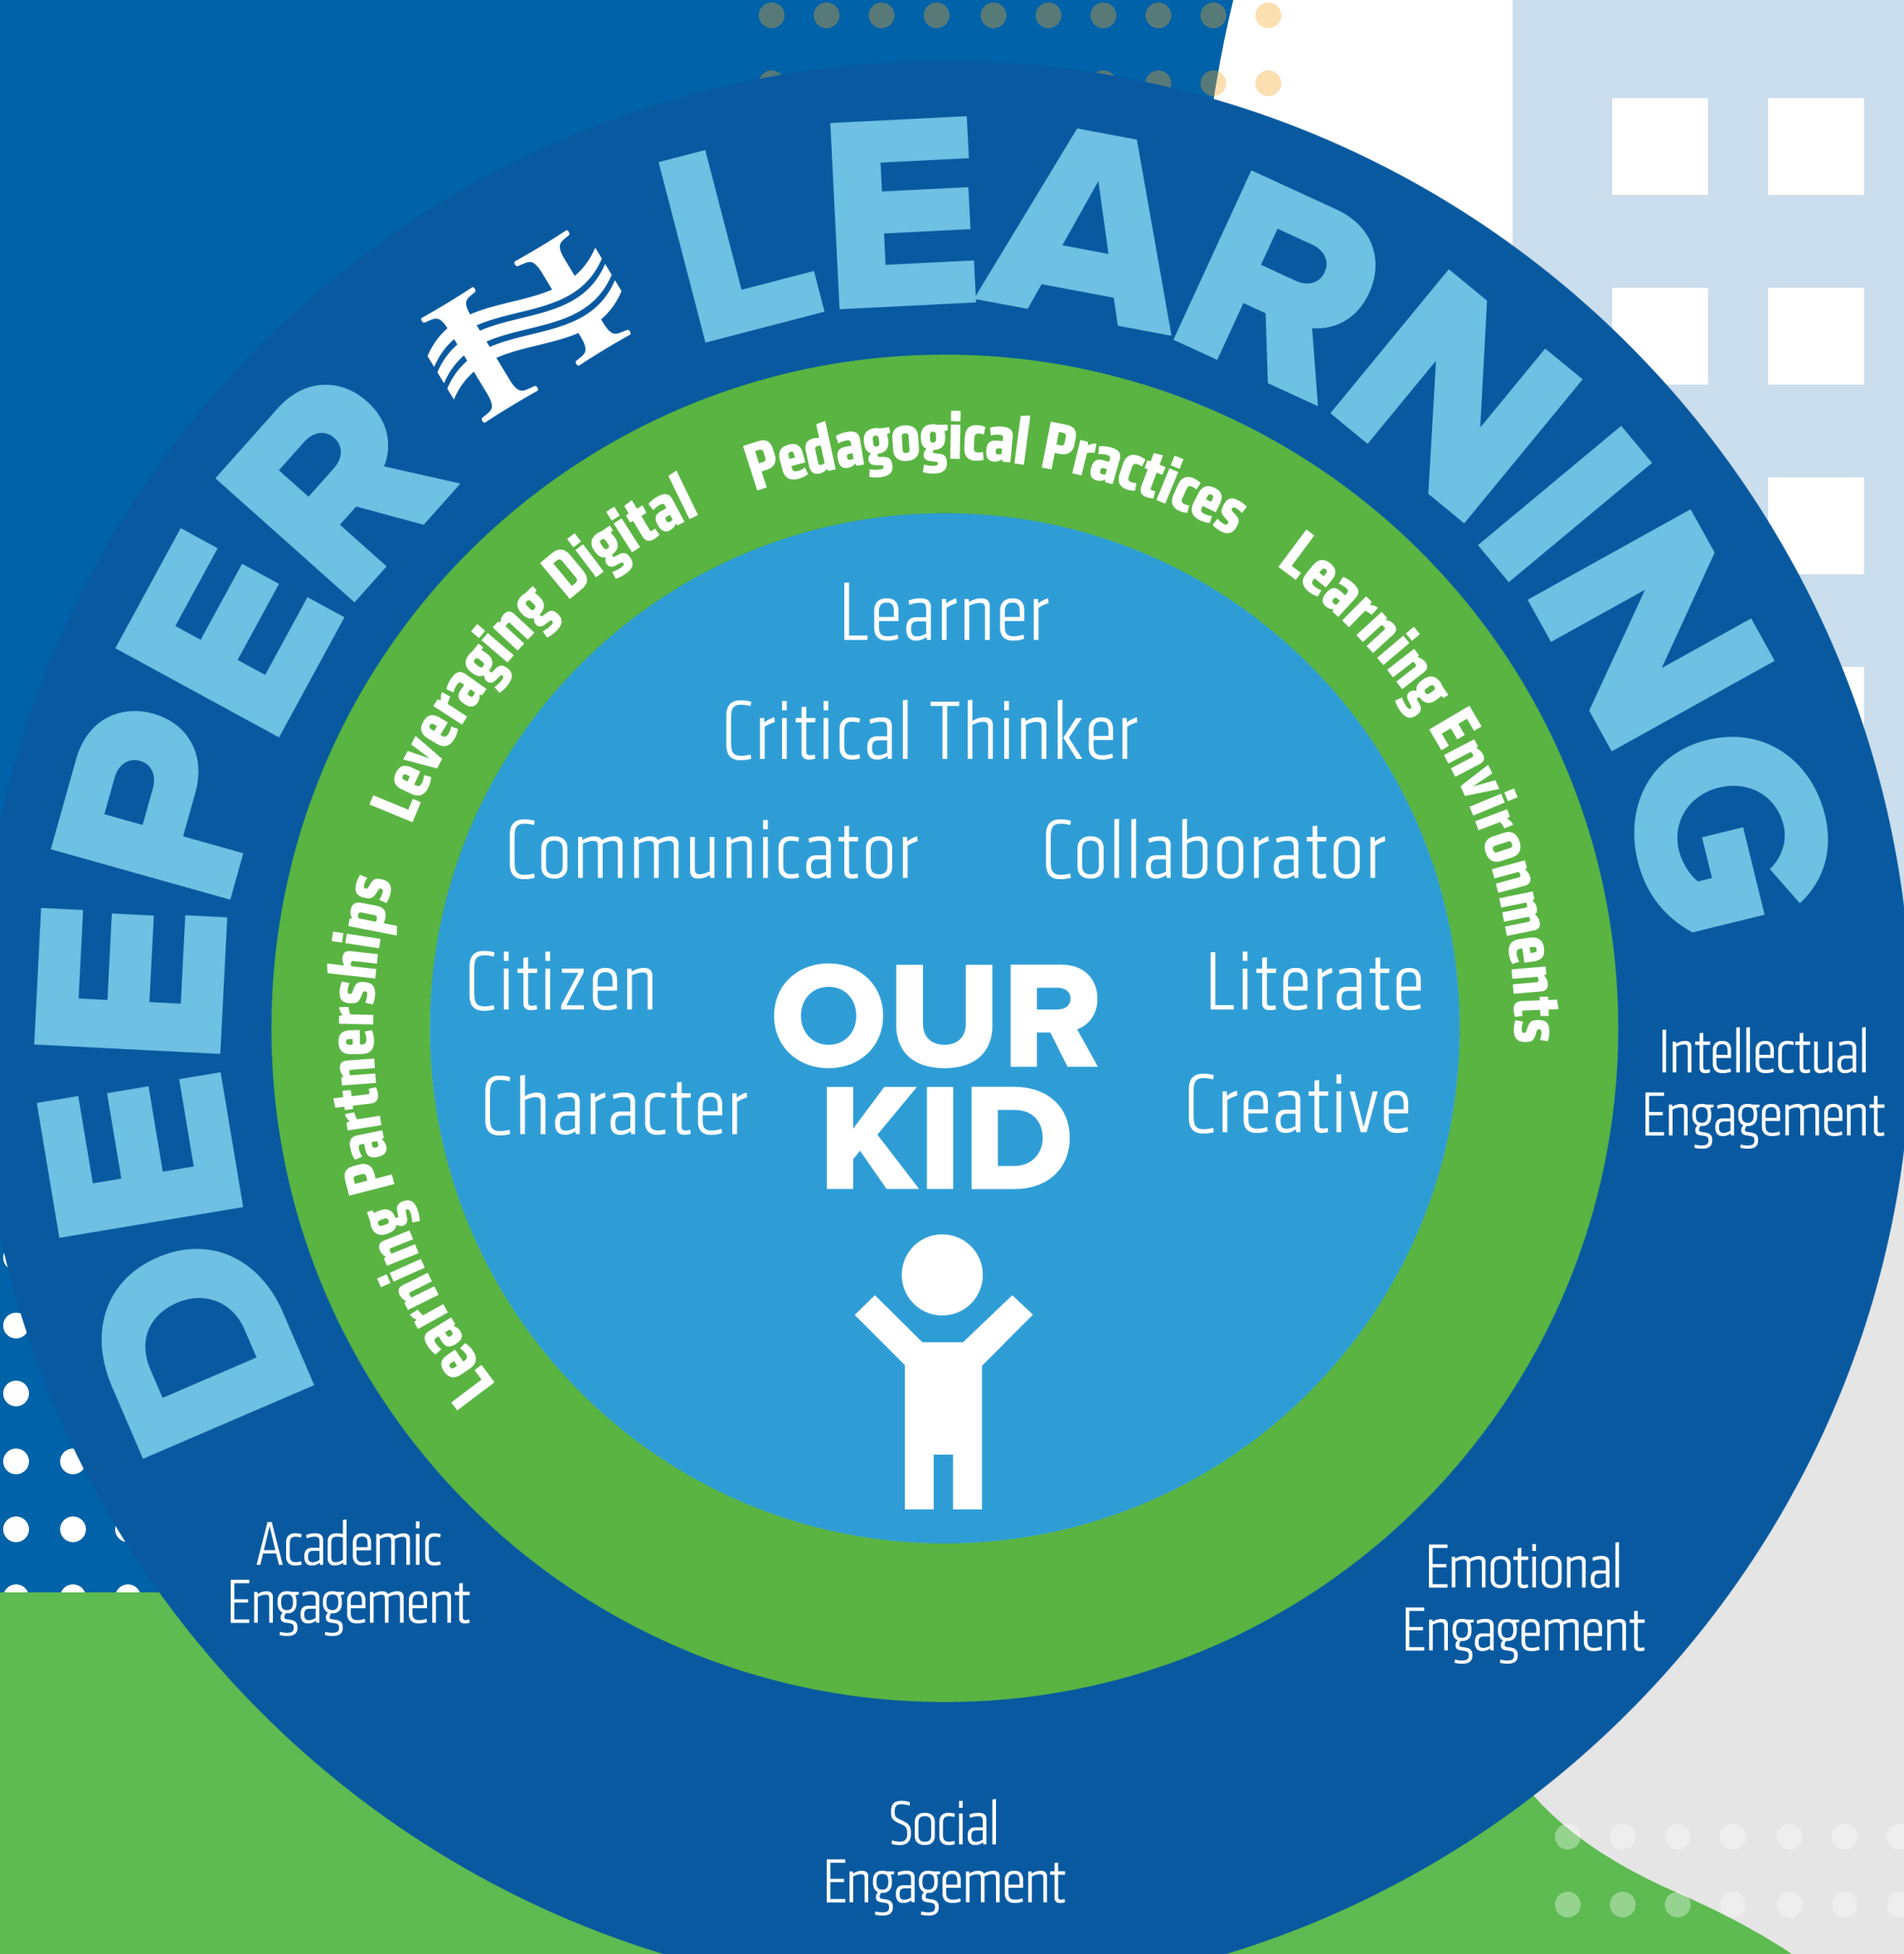 DEEPER LEARNING
Learning Partnerships
Leveraging Digital
Pedagogical Practices
Learning Environments
Learner
Critical Thinker
Communicator
Collaborator
Citizen
Literate
Character
Creative
OUR
KID
Intellectual
Engagement
Academic
Engagement
Emotional
Engagement
Social
Engagement